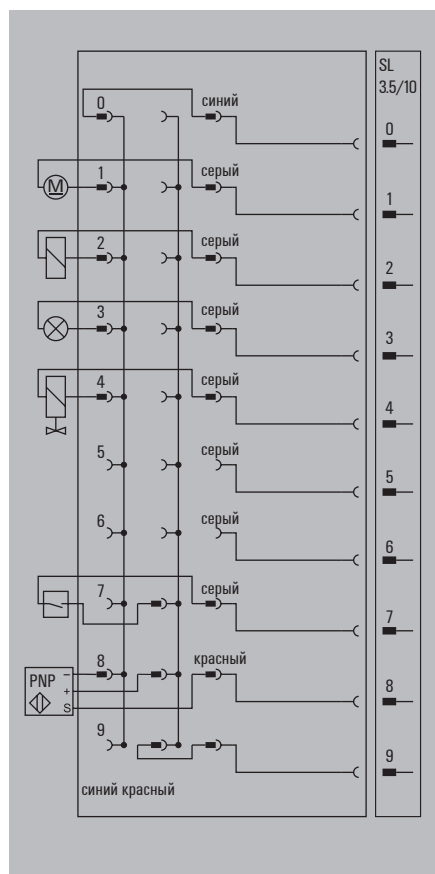 SL
3.5/10
0 синий
0
1 серый
M
1
2 серый
2
3 серый
3
4 серый
4
5 серый
5
6 серый
6
7 серый
7
8 красный
PNP
–
+
S
8
9
9
синий красный